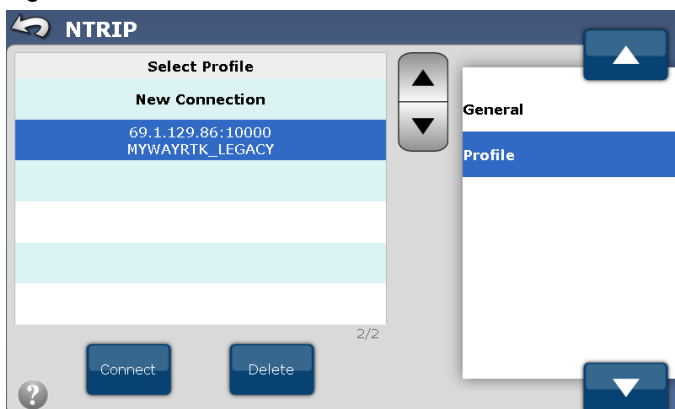 NTRIP
Select Profile
New Connection
69.1.129.86:10000
MYWAYRTK_LEGACY
2/2
Connect
Delete
?
General
Profile